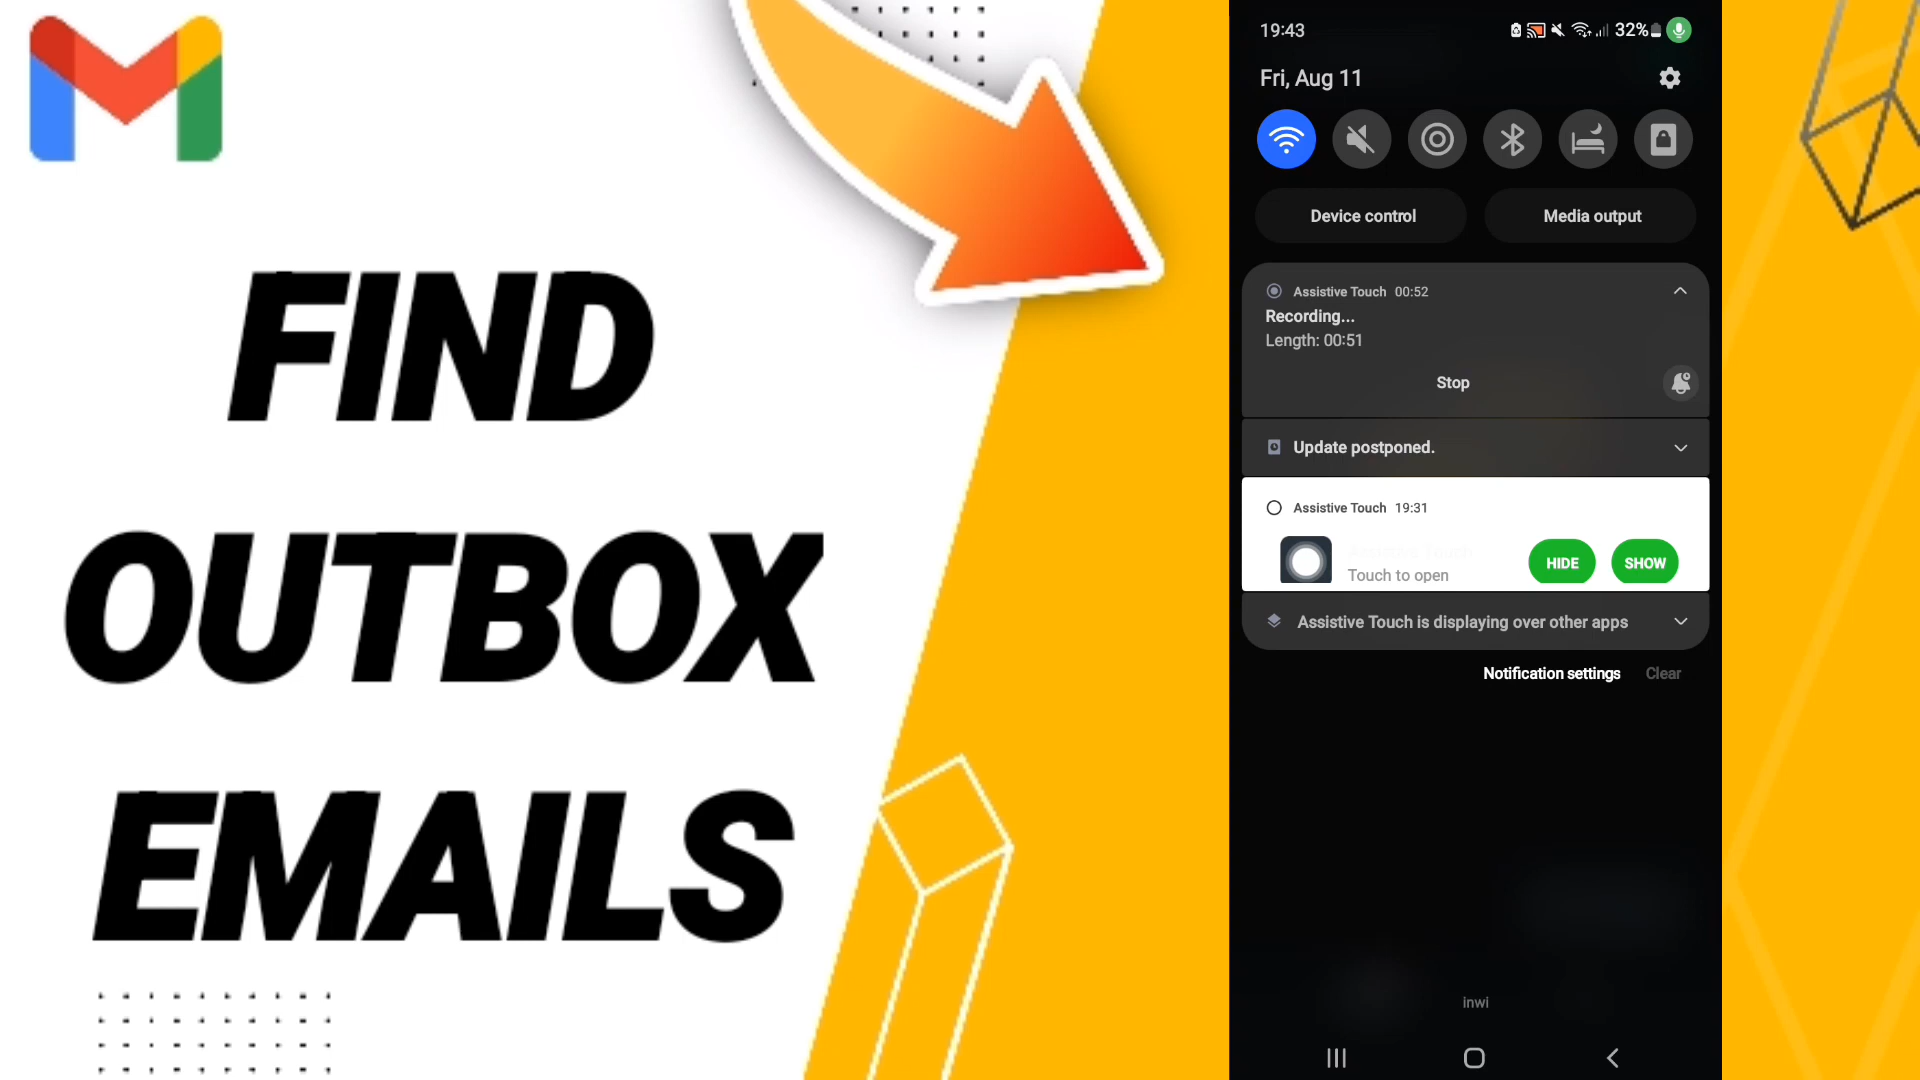 FIND
OUTBOX
EMAILS
19:43
32%
Fri, Aug 11
Device control
Media output
Assistive Touch 00:52
Recording...
Length: 00:51
Stop
Update postponed.
Assistive Touch 19:31
Assistive Touch
Touch to open
HIDE
SHOW
Assistive Touch is displaying over other apps
Notification settings
Clear
inwi